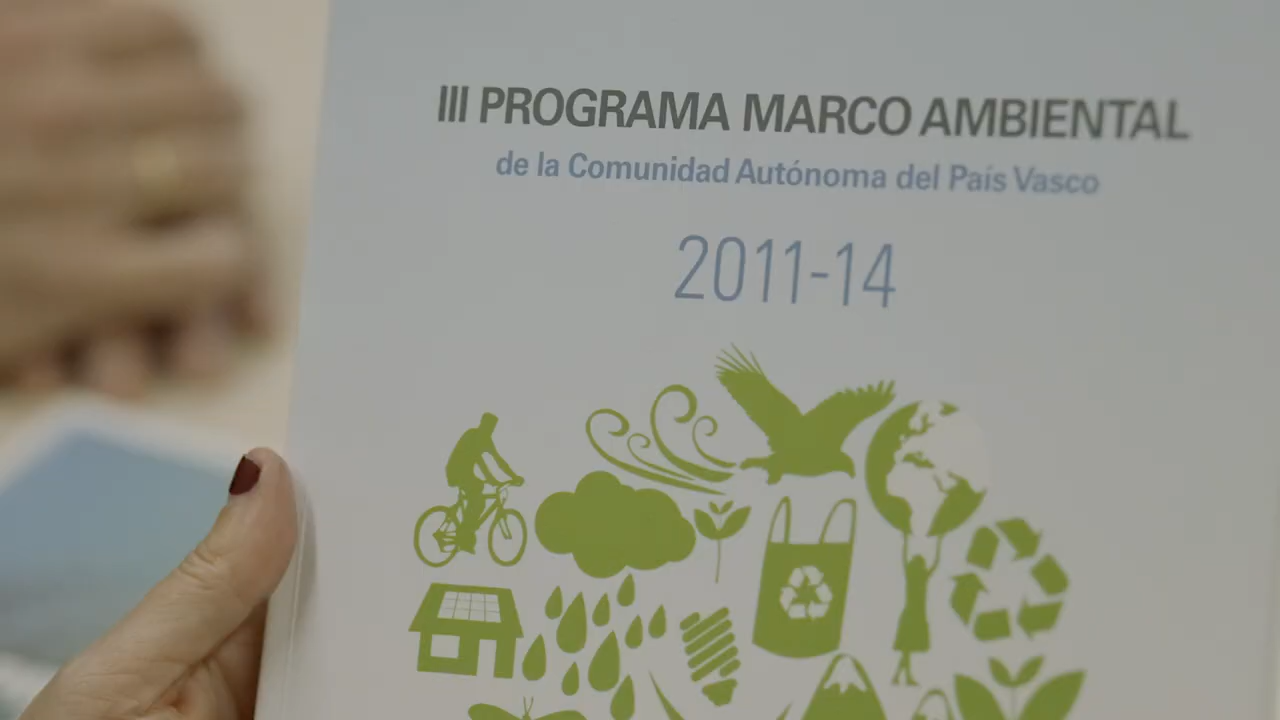 III PROGRAMA MARCO AMBIENTAL
de la Comunidad Autónoma del País Vasco
2011-14